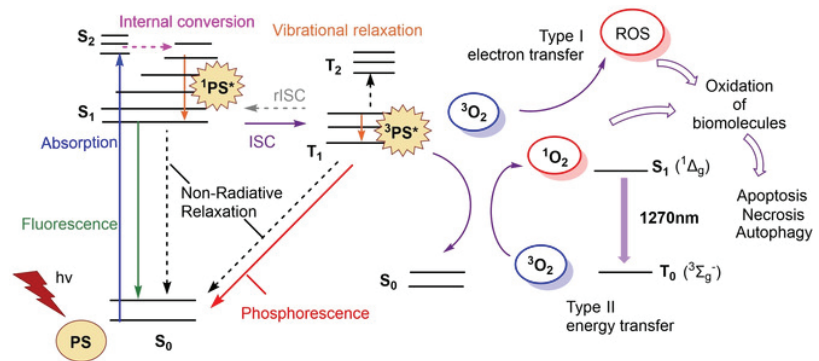 Internal conversion
Vibrational relaxation
Type I
electron transfer
ROS
S2
T2
¹PS*
rISC
³PS*
³O2
Oxidation
of
biomolecules
S1
Absorption
ISC
T1
¹O2
S1 (¹Δg)
Non-Radiative
Relaxation
1270nm
Apoptosis
Necrosis
Autophagy
Fluorescence
hv
S0
³O2
T0 (³Σg⁻)
Phosphorescence
Type II
energy transfer
PS
S0